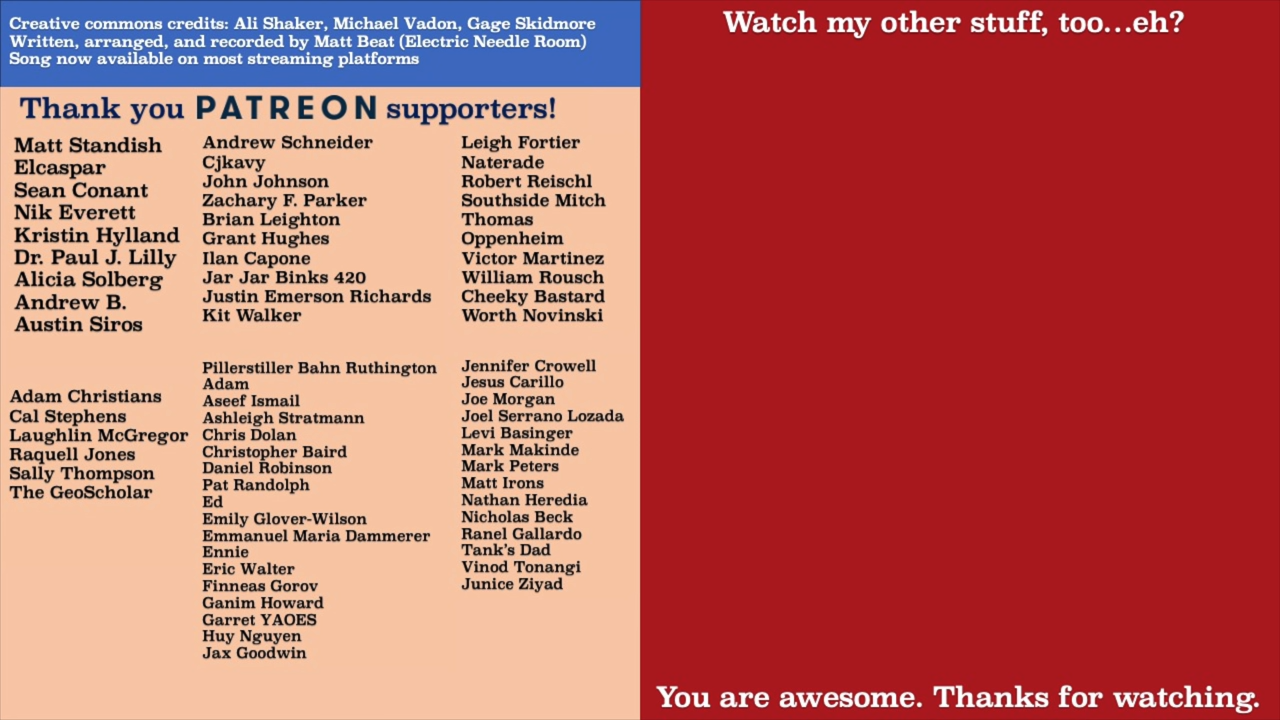 Creative commons credits: Ali Shaker, Michael Vadon, Gage Skidmore
Written, arranged, and recorded by Matt Beat (Electric Needle Room)
Song now available on most streaming platforms
Thank you PATREON supporters!
Matt Standish
Elcaspar
Sean Conant
Nik Everett
Kristin Hylland
Dr. Paul J. Lilly
Alicia Solberg
Andrew B.
Austin Siros
Adam Christians
Cal Stephens
Laughlin McGregor
Raquell Jones
Sally Thompson
The GeoScholar
Andrew Schneider
Cjkavy
John Johnson
Zachary F. Parker
Brian Leighton
Grant Hughes
Ilan Capone
Jar Jar Binks 420
Justin Emerson Richards
Kit Walker
Pillerstiller Bahn Ruthington
Adam
Aseef Ismail
Ashleigh Stratmann
Chris Dolan
Christopher Baird
Daniel Robinson
Pat Randolph
Ed
Emily Glover-Wilson
Emmanuel Maria Dammerer
Ennie
Eric Walter
Finneas Gorov
Ganim Howard
Garret YAOES
Huy Nguyen
Jax Goodwin
Leigh Fortier
Naterade
Robert Reischl
Southside Mitch
Thomas
Oppenheim
Victor Martinez
William Rousch
Cheeky Bastard
Worth Novinski
Jennifer Crowell
Jesus Carillo
Joe Morgan
Joel Serrano Lozada
Levi Basinger
Mark Makinde
Mark Peters
Matt Irons
Nathan Heredia
Nicholas Beck
Ranel Gallardo
Tank's Dad
Vinod Tonangi
Junice Ziyad
Watch my other stuff, too...eh?
You are awesome. Thanks for watching.